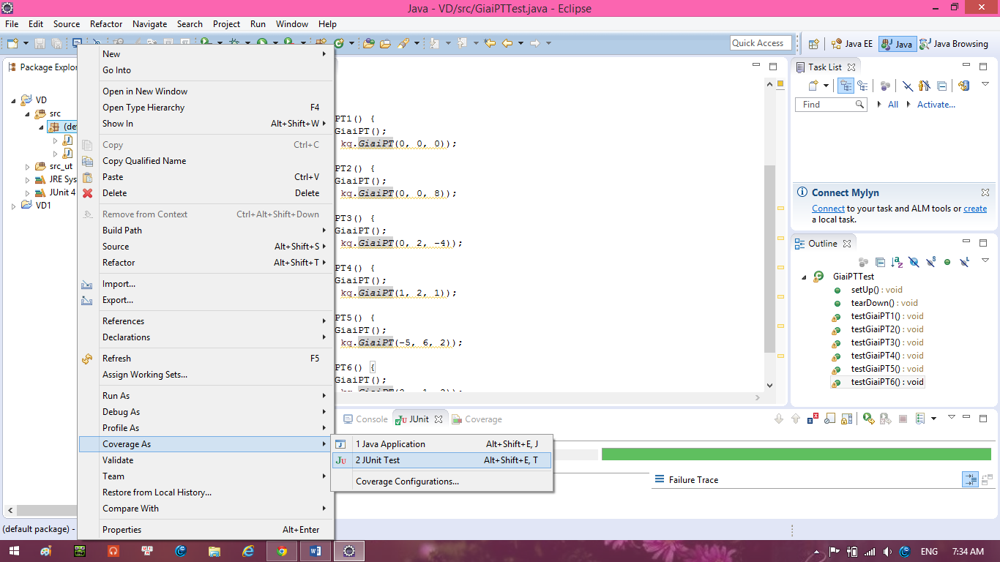 Java - VD/src/GiaiPTTest.java - Eclipse
File Edit Source Refactor Navigate Search Project Run Window Help
Quick Access
Java EE
Java
Java Browsing
Package Explor
VD
src
(de
J
J
src_ut
JRE Sys
JUnit 4
VD1
(default package) -
New
Go Into
Open in New Window
Open Type Hierarchy F4
Show In Alt+Shift+W
Copy Ctrl+C
Copy Qualified Name
Paste Ctrl+V
Delete Delete
Remove from Context Ctrl+Alt+Shift+Down
Build Path
Source Alt+Shift+S
Refactor Alt+Shift+T
Import...
Export...
References
Declarations
Refresh F5
Assign Working Sets...
Run As
Debug As
Profile As
Coverage As
Validate
Team
Restore from Local History...
Compare With
Properties Alt+Enter
1 Java Application Alt+Shift+E, J
2 JUnit Test Alt+Shift+E, T
Coverage Configurations...
PT1() {
GiaiPT();
kq.GiaiPT(0, 0, 0));
PT2() {
GiaiPT();
kq.GiaiPT(0, 0, 8));
PT3() {
GiaiPT();
kq.GiaiPT(0, 2, -4));
PT4() {
GiaiPT();
kq.GiaiPT(1, 2, 1));
PT5() {
GiaiPT();
kq.GiaiPT(-5, 6, 2));
PT6() {
GiaiPT();
Console
JUnit
Coverage
Failure Trace
Task List
Find
All
Activate...
Connect Mylyn
Connect to your task and ALM tools or create
a local task.
Outline
GiaiPTTest
setUp() : void
tearDown() : void
testGiaiPT1() : void
testGiaiPT2() : void
testGiaiPT3() : void
testGiaiPT4() : void
testGiaiPT5() : void
testGiaiPT6() : void
ENG
7:34 AM